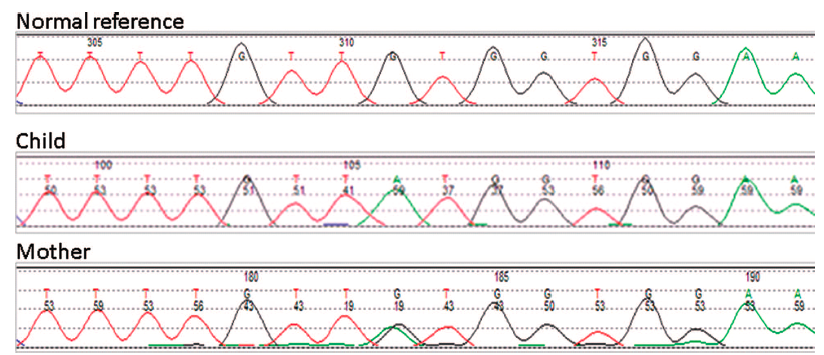 Normal reference
305 310 315
T T T T G T T G T G G T G G A A
Child
100 105 110
T T T T G T T A T G G T G G A A
50 53 53 53 51 51 41 59 37 37 53 56 50 59 59 59
Mother
180 185 190
T T T T G T T G T G G T G G A A
53 59 53 56 43 43 19 19 43 48 50 53 53 53 53 59